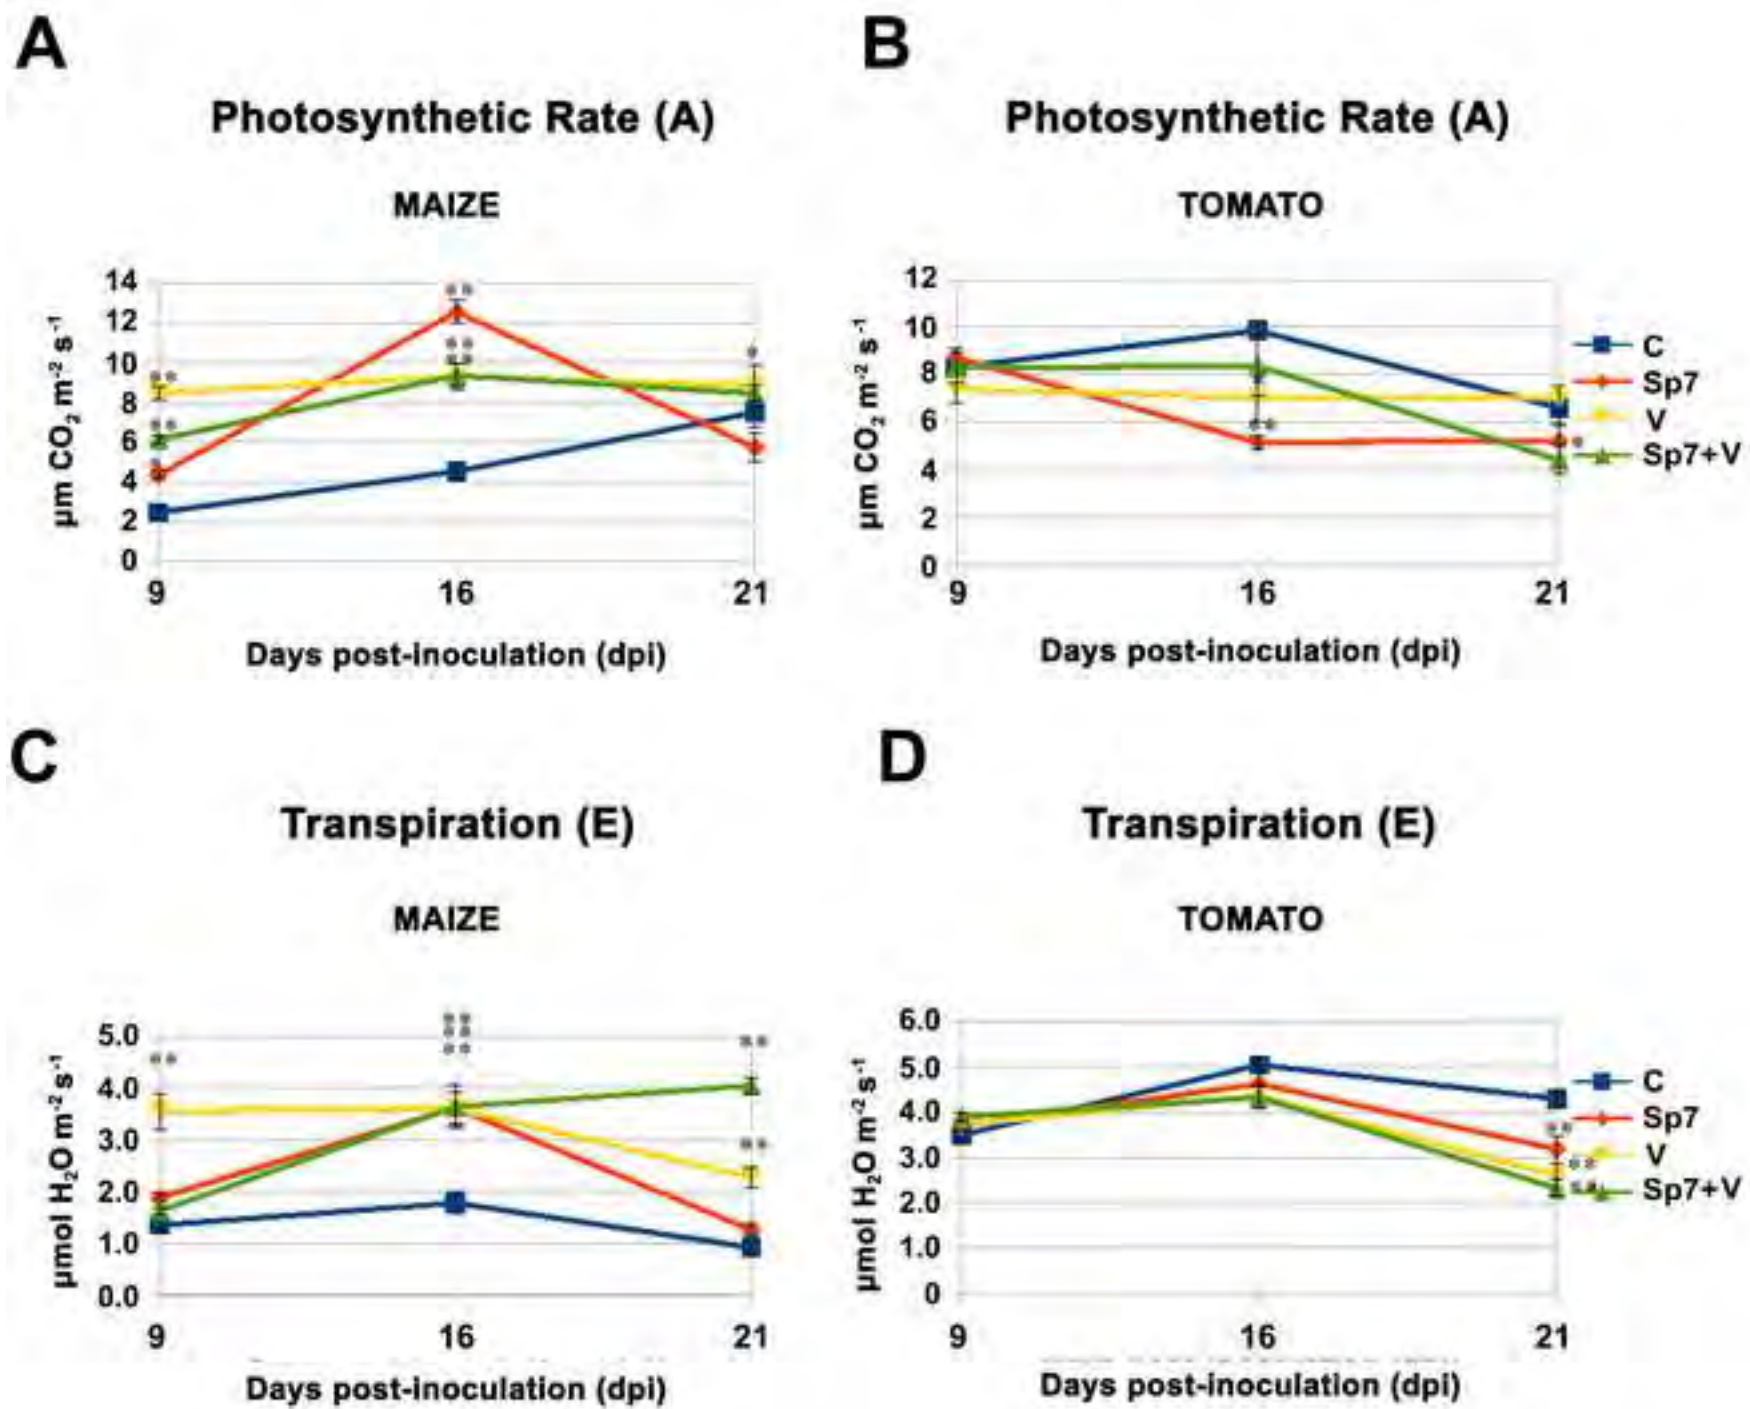 A
Photosynthetic Rate (A)
MAIZE
14
12
10
8
6
4
2
0
µm CO2 m-2 s-1
9 16 21
Days post-inoculation (dpi)
B
Photosynthetic Rate (A)
TOMATO
12
10
8
6
4
2
0
µm CO2 m-2 s-1
9 16 21
Days post-inoculation (dpi)
C
Sp7
V
Sp7+V
C
Transpiration (E)
MAIZE
5.0
4.0
3.0
2.0
1.0
0.0
µmol H2O m-2 s-1
9 16 21
Days post-inoculation (dpi)
D
Transpiration (E)
TOMATO
6.0
5.0
4.0
3.0
2.0
1.0
0
µmol H2O m-2 s-1
9 16 21
Days post-inoculation (dpi)
C
Sp7
V
Sp7+V